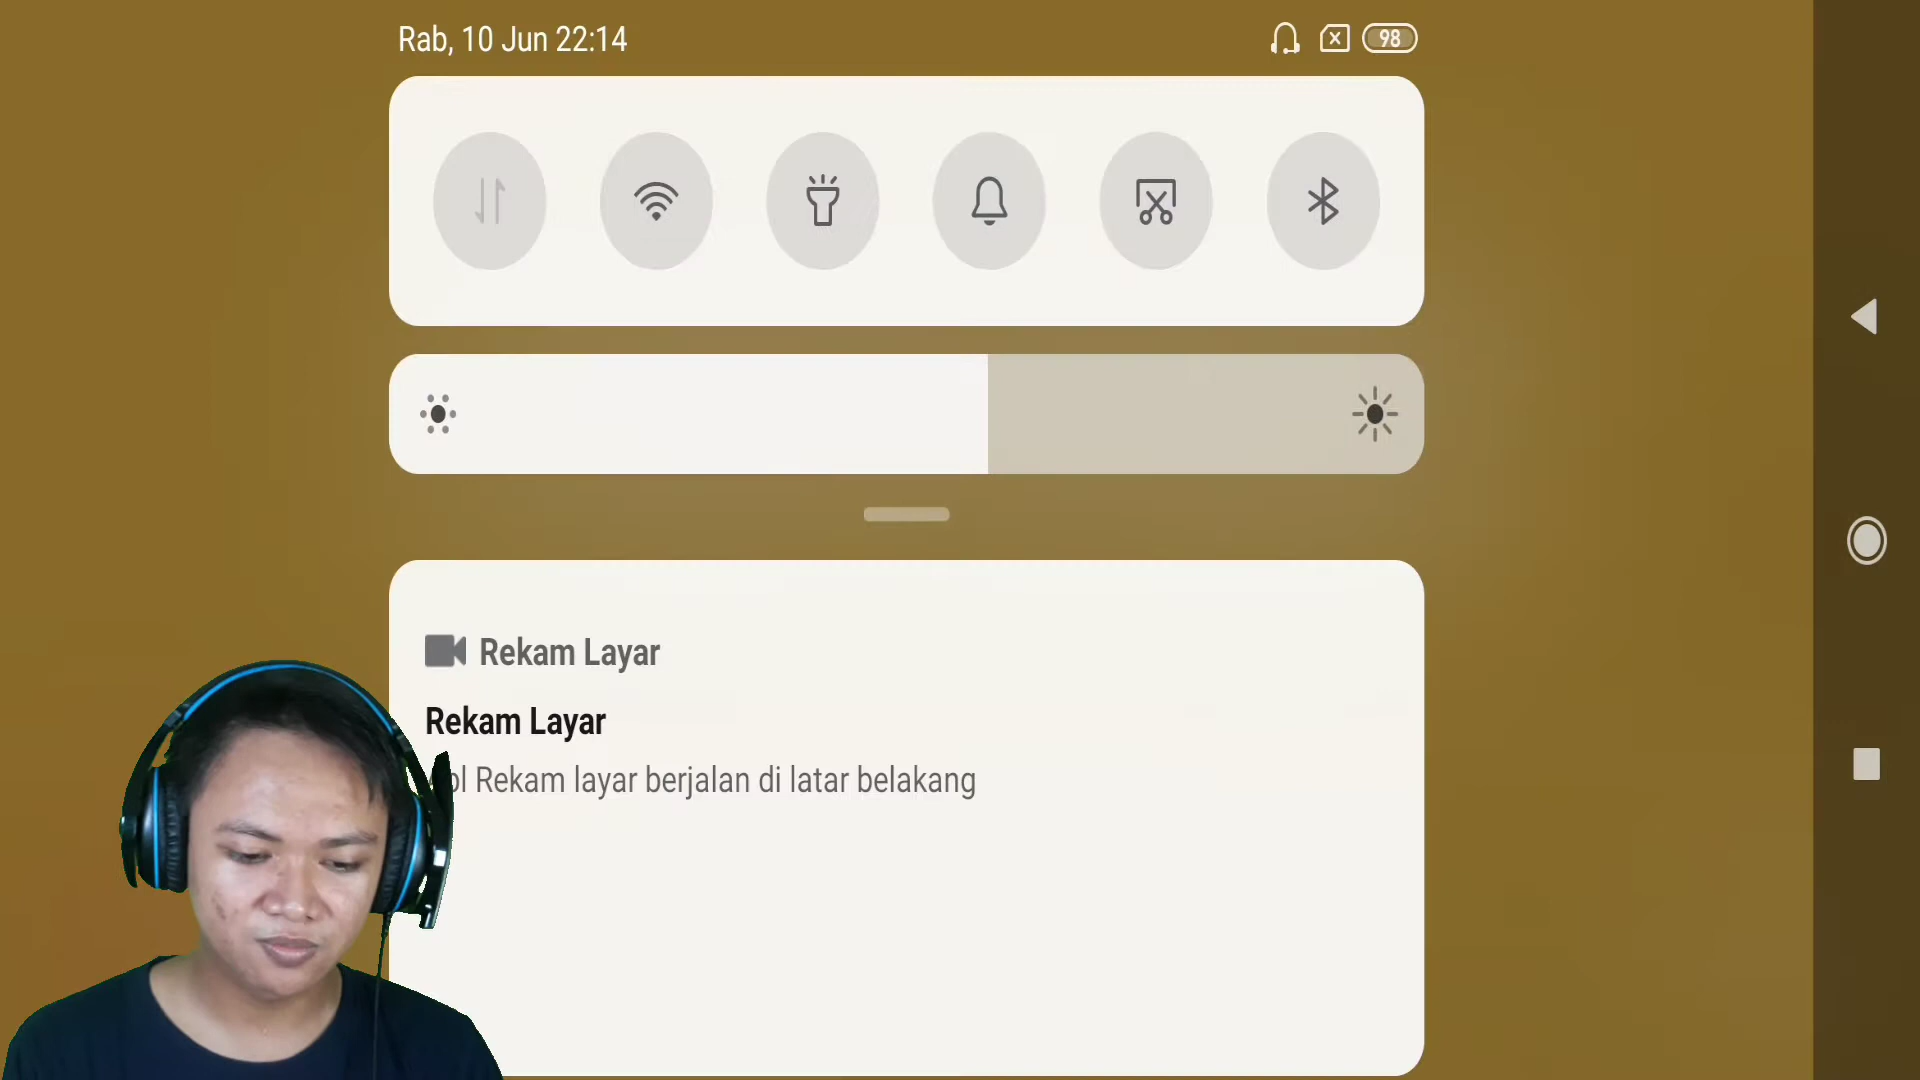 Rab, 10 Jun 22:14
98
Rekam Layar
Rekam Layar
Rekam layar berjalan di latar belakang